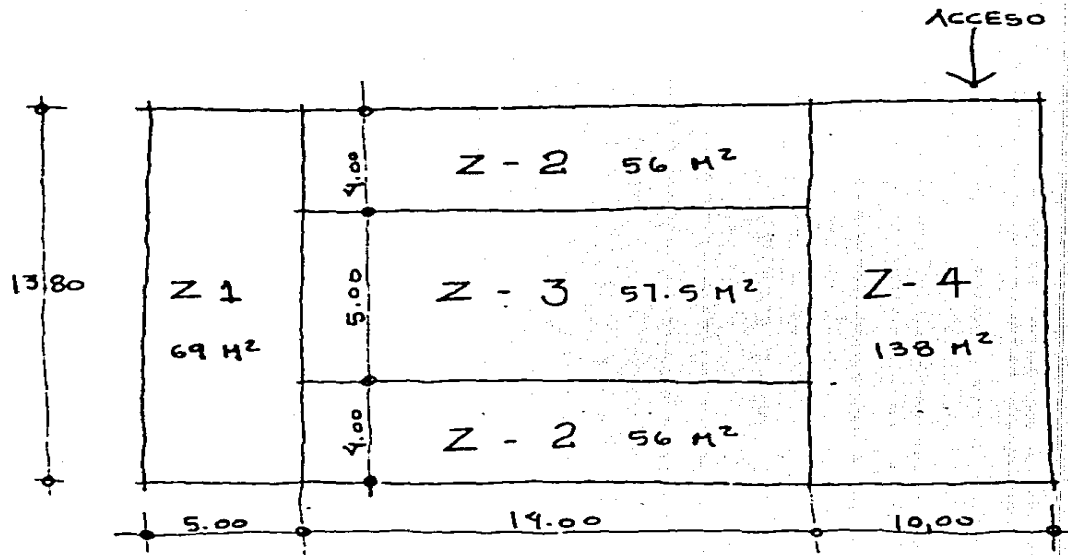 ACCESO
4.00
Z - 2 56 M²
13.80
Z 1
69 M²
5.00
Z - 3 57.5 M²
Z - 4
138 M²
4.00
Z - 2 56 M²
5.00
14.00
10,00